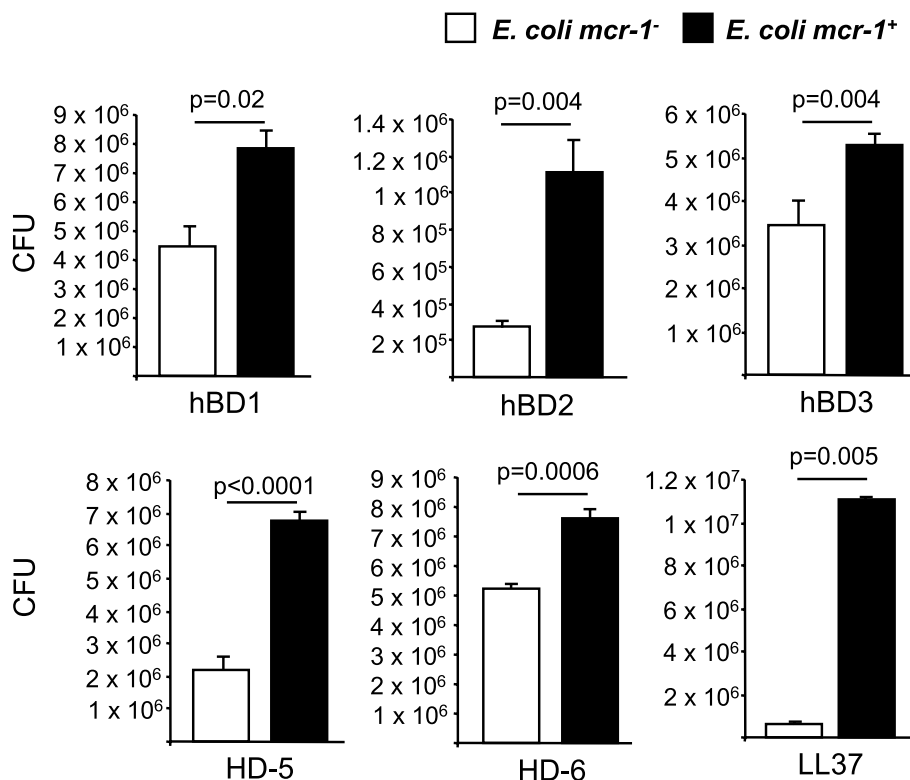 E. coli mcr-1⁻ E. coli mcr-1⁺
p=0.02
9 x 10⁶
8 x 10⁶
7 x 10⁶
6 x 10⁶
5 x 10⁶
4 x 10⁶
3 x 10⁶
2 x 10⁶
1 x 10⁶
CFU
hBD1
p=0.004
1.4 x 10⁶
1.2 x 10⁶
1 x 10⁶
8 x 10⁵
6 x 10⁵
4 x 10⁵
2 x 10⁵
hBD2
p=0.004
6 x 10⁶
5 x 10⁶
4 x 10⁶
3 x 10⁶
2 x 10⁶
1 x 10⁶
hBD3
p<0.0001
8 x 10⁶
7 x 10⁶
6 x 10⁶
5 x 10⁶
4 x 10⁶
3 x 10⁶
2 x 10⁶
1 x 10⁶
CFU
HD-5
p=0.0006
9 x 10⁶
8 x 10⁶
7 x 10⁶
6 x 10⁶
5 x 10⁶
4 x 10⁶
3 x 10⁶
2 x 10⁶
1 x 10⁶
HD-6
p=0.005
1.2 x 10⁷
1 x 10⁷
8 x 10⁶
6 x 10⁶
4 x 10⁶
2 x 10⁶
LL37